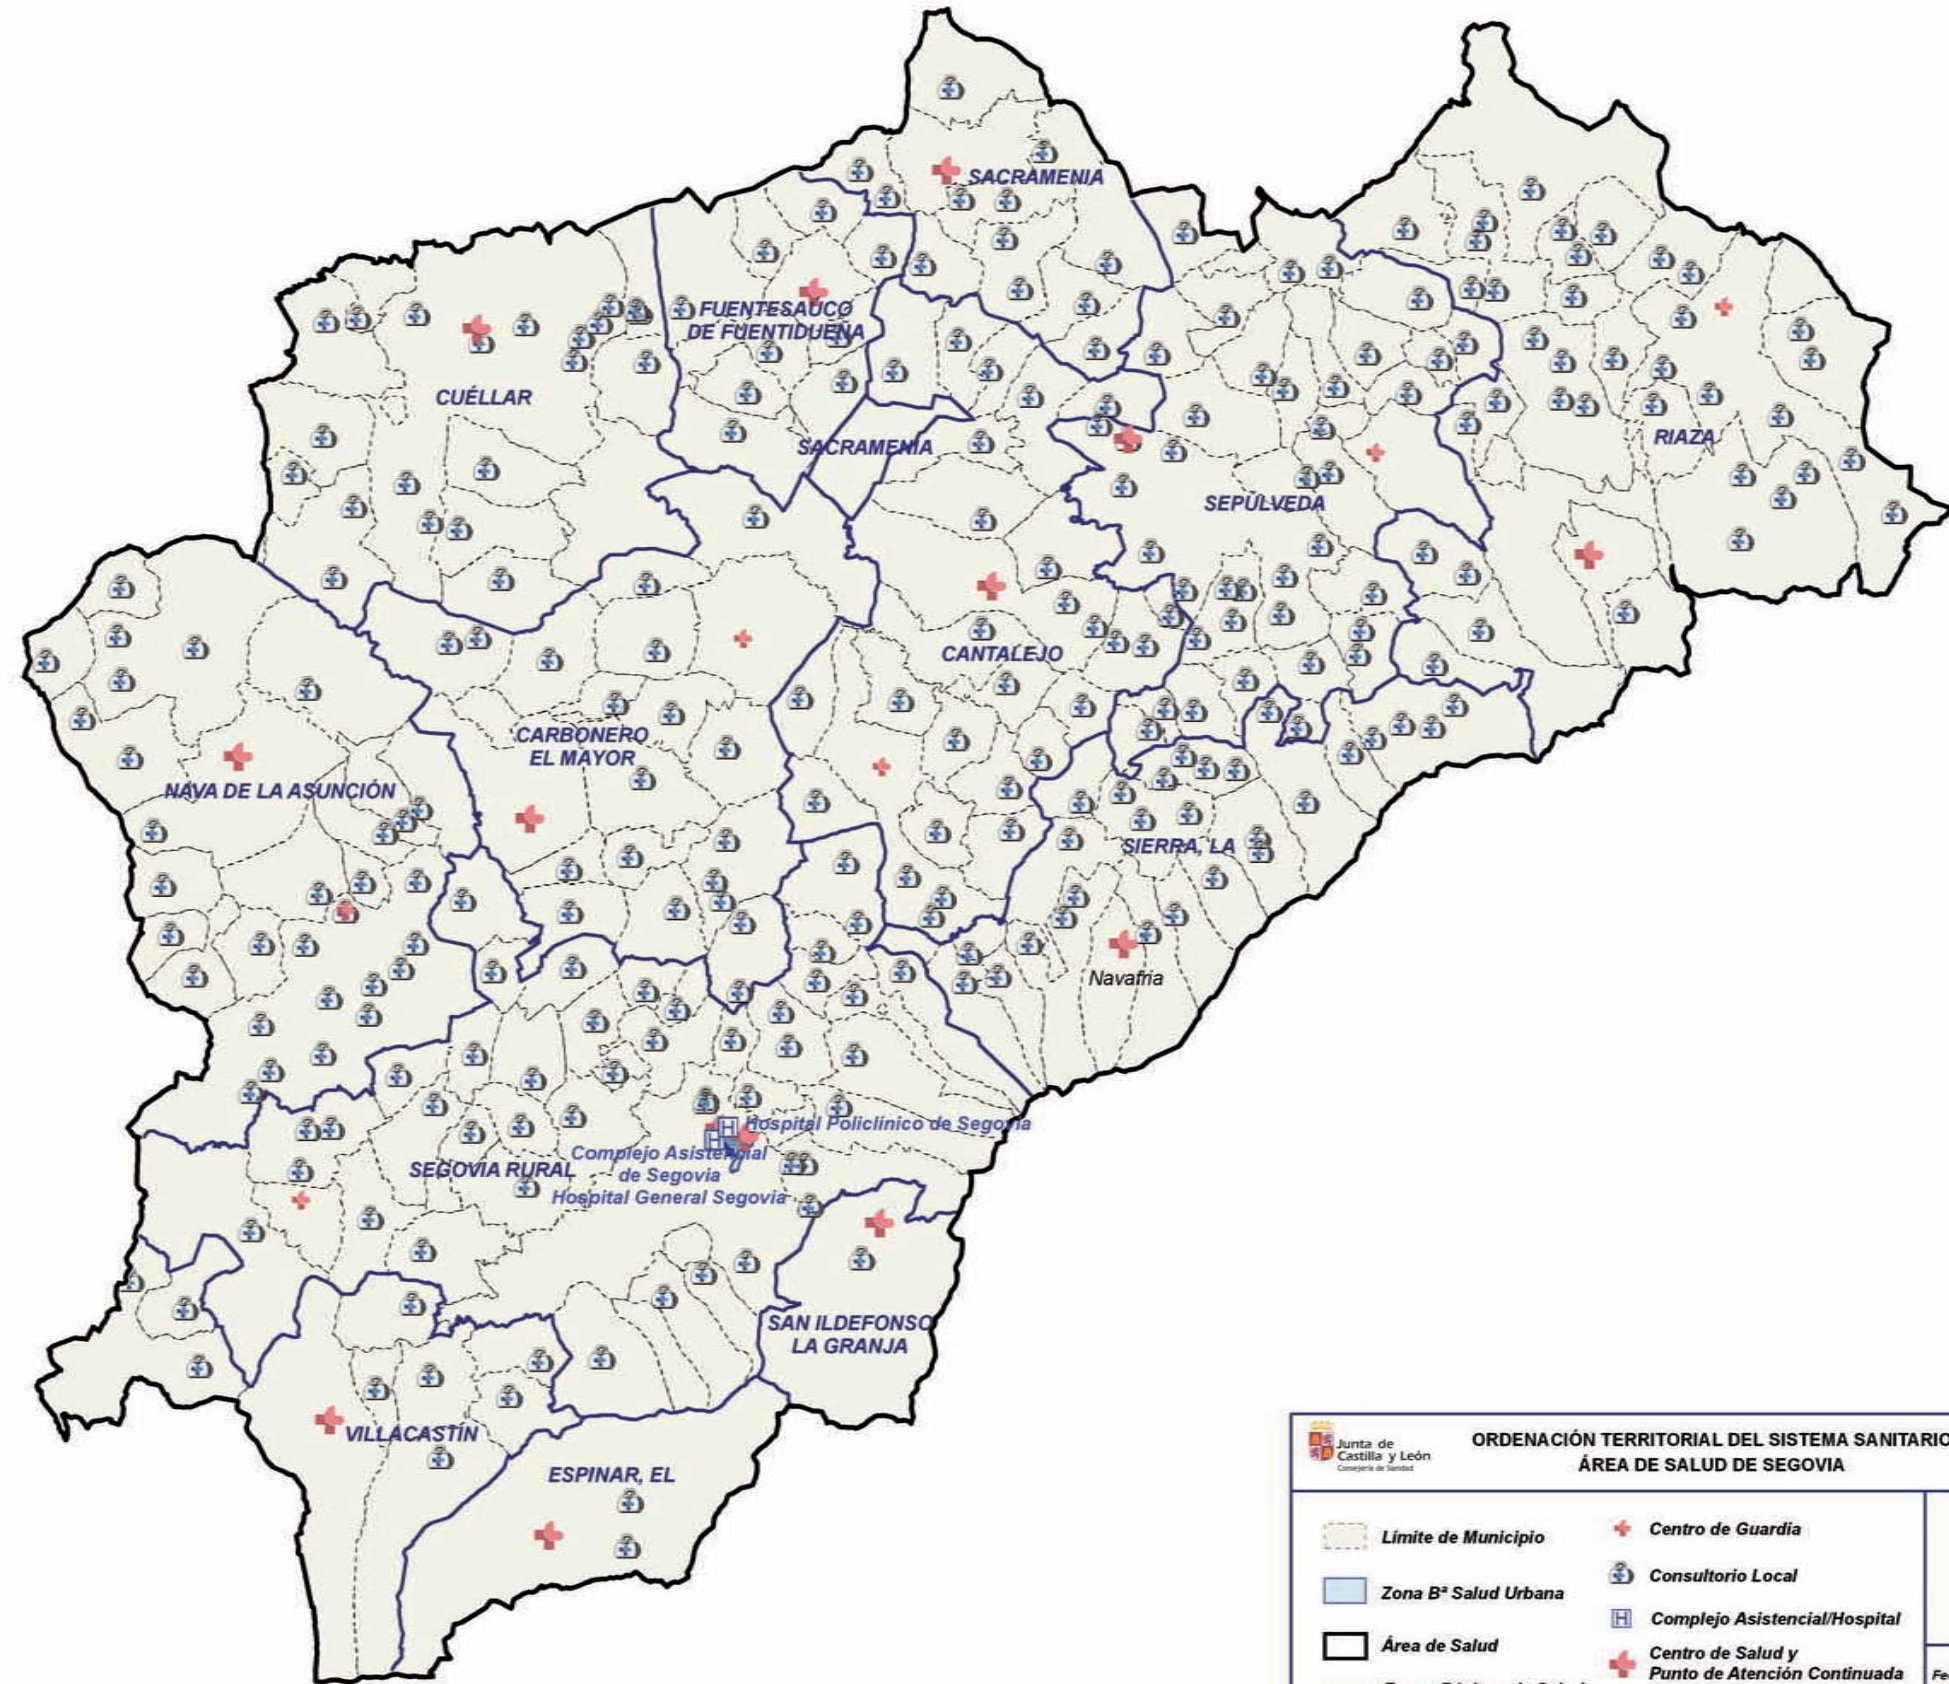 SACRAMENIA
FUENTESAÚCO
DE FUENTIDUEÑA
CUÉLLAR
SACRAMENIA
RIAZA
SEPÚLVEDA
CANTALEJO
CARBONERO
EL MAYOR
NAVA DE LA ASUNCIÓN
SIERRA, LA
Navafría
Hospital Policlínico de Segovia
Complejo Asistencial
de Segovia
Hospital General Segovia
SEGOVIA RURAL
SAN ILDEFONSO
LA GRANJA
VILLACASTÍN
ESPINAR, EL
Junta de
Castilla y León
Consejería de Sanidad
ORDENACIÓN TERRITORIAL DEL SISTEMA SANITARIO
ÁREA DE SALUD DE SEGOVIA
Límite de Municipio
Zona Bª Salud Urbana
Área de Salud
Centro de Guardia
Consultorio Local
H Complejo Asistencial/Hospital
Centro de Salud y
Punto de Atención Continuada